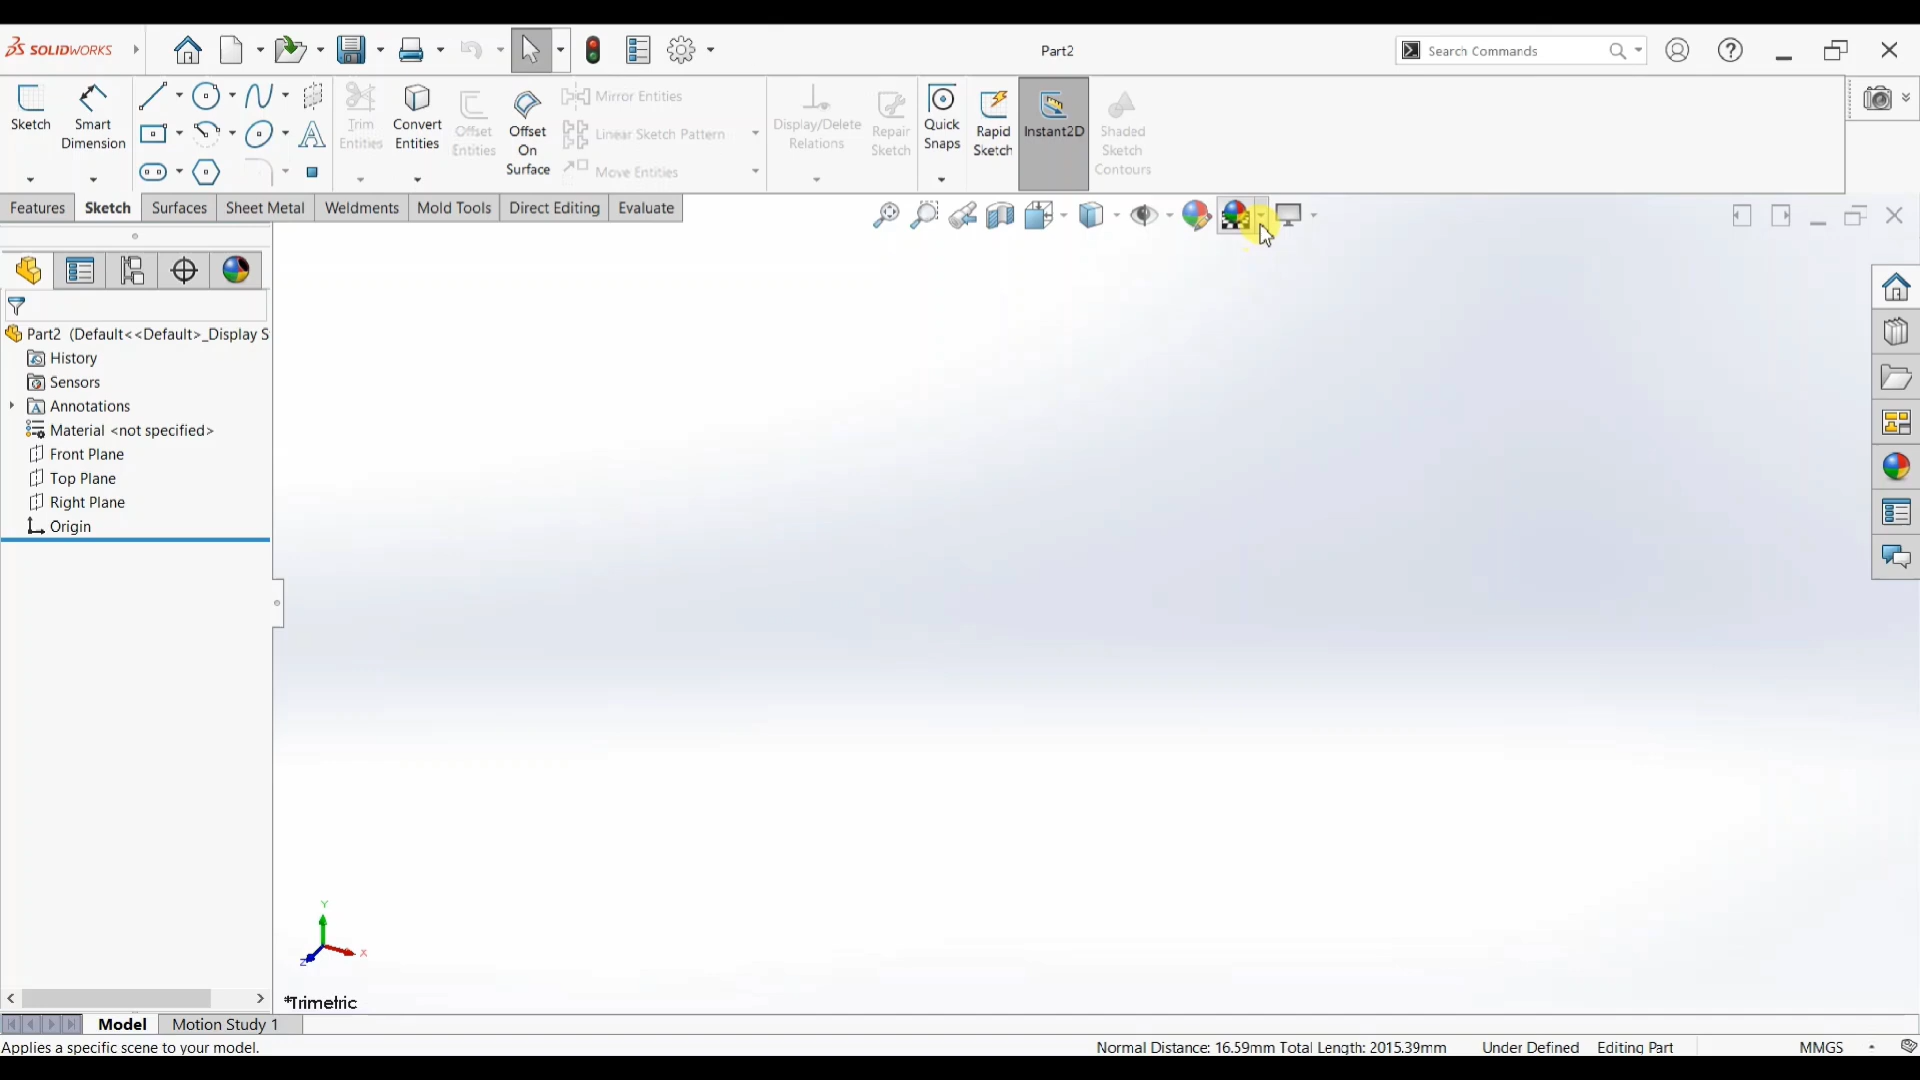 SOLIDWORKS
Part2
Search Commands
Sketch
Smart
Dimension
Trim
Entities
Convert
Entities
Offset
Entities
Offset
On
Surface
Mirror Entities
Linear Sketch Pattern
Move Entities
Display/Delete
Relations
Repair
Sketch
Quick
Snaps
Rapid
Sketch
Instant2D
Shaded
Sketch
Contours
Features
Sketch
Surfaces
Sheet Metal
Weldments
Mold Tools
Direct Editing
Evaluate
Part2 (Default<<Default>_Display S
History
Sensors
Annotations
Material <not specified>
Front Plane
Top Plane
Right Plane
Origin
Y
X
Z
*Trimetric
Model
Motion Study 1
Applies a specific scene to your model.
Normal Distance: 16.59mm Total Length: 2015.39mm
Under Defined
Editing Part
MMGS